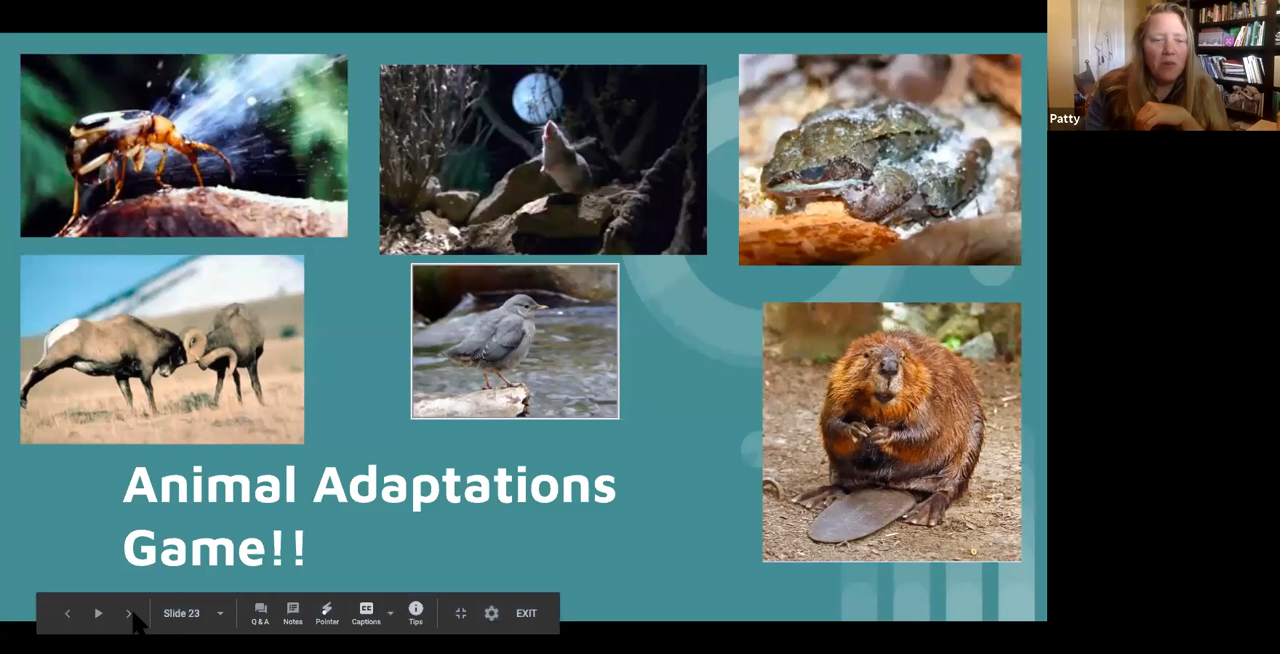 Patty
Animal Adaptations
Game!!
Slide 23
Q & A
Notes
Pointer
CC
Captions
Tips
EXIT